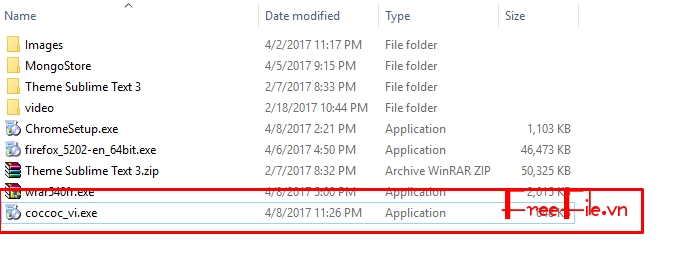 Name Date modified Type Size
Images 4/2/2017 11:17 PM File folder
MongoStore 4/5/2017 9:15 PM File folder
Theme Sublime Text 3 2/7/2017 8:33 PM File folder
video 2/18/2017 10:44 PM File folder
ChromeSetup.exe 4/8/2017 2:21 PM Application 1,103 KB
firefox_5202-en_64bit.exe 4/6/2017 4:50 PM Application 46,473 KB
Theme Sublime Text 3.zip 2/7/2017 8:32 PM Archive WinRAR ZIP 50,325 KB
wrar540fr.exe 4/8/2017 5:00 PM Application 2,015 KB
coccoc_vi.exe 4/8/2017 11:26 PM Application KB
FreeFile.vn